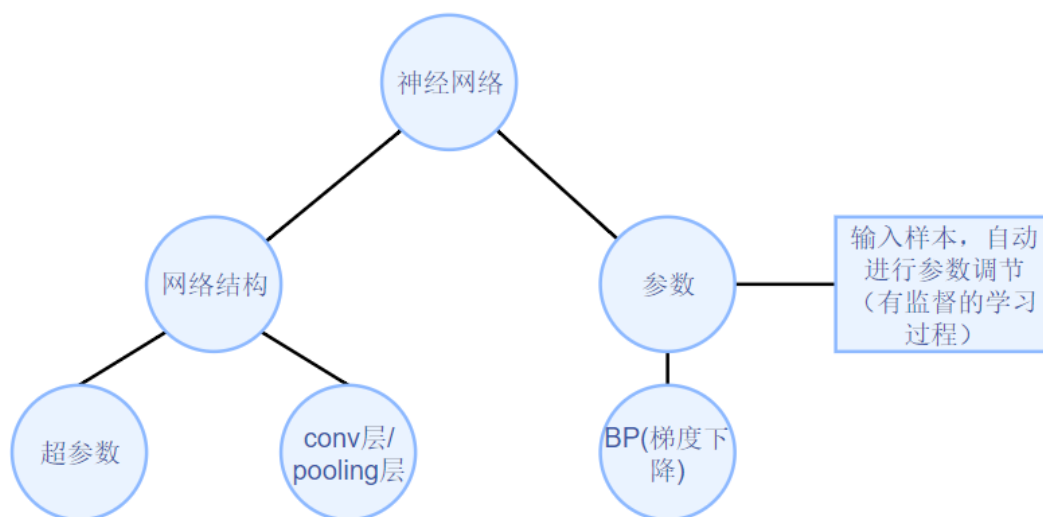 神经网络
网络结构
参数
输入样本，自动
进行参数调节
（有监督的学习
过程）
超参数
conv层/
pooling层
BP(梯度下
降)